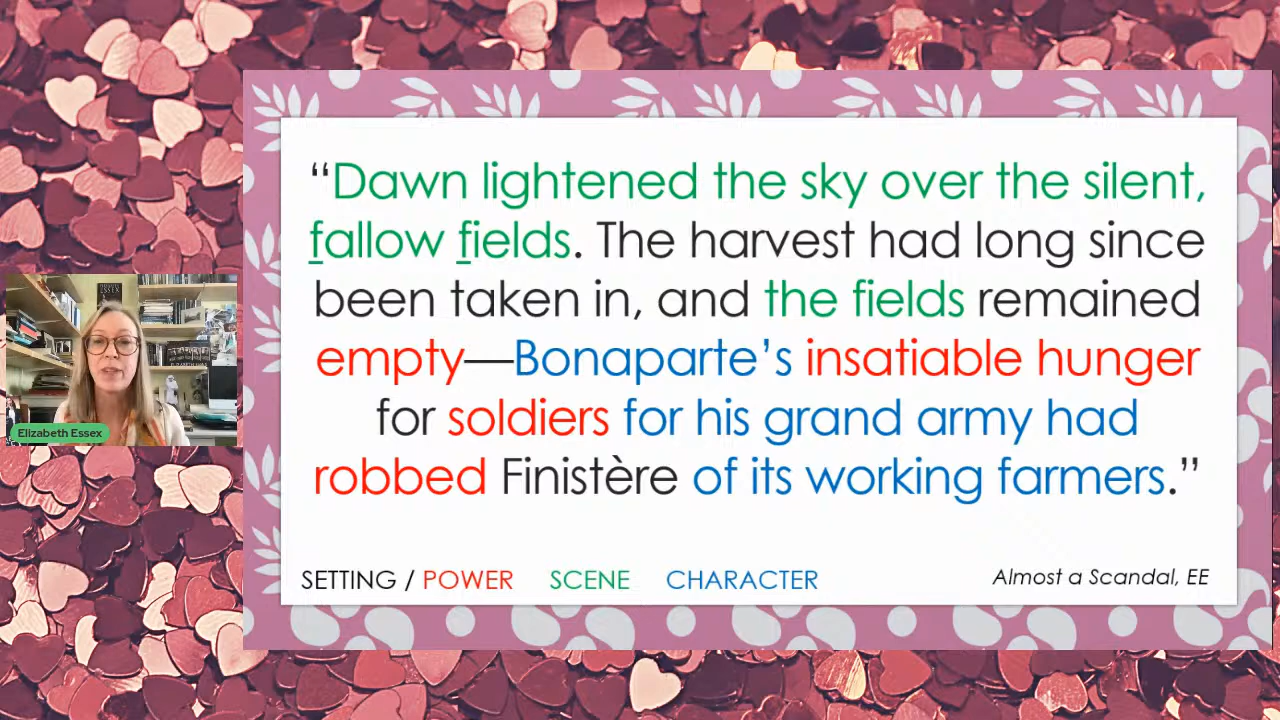 “Dawn lightened the sky over the silent,
fallow fields. The harvest had long since
been taken in, and the fields remained
empty—Bonaparte’s insatiable hunger
for soldiers for his grand army had
robbed Finistère of its working farmers.”
SETTING / POWER SCENE CHARACTER
Almost a Scandal, EE
Elizabeth Essex